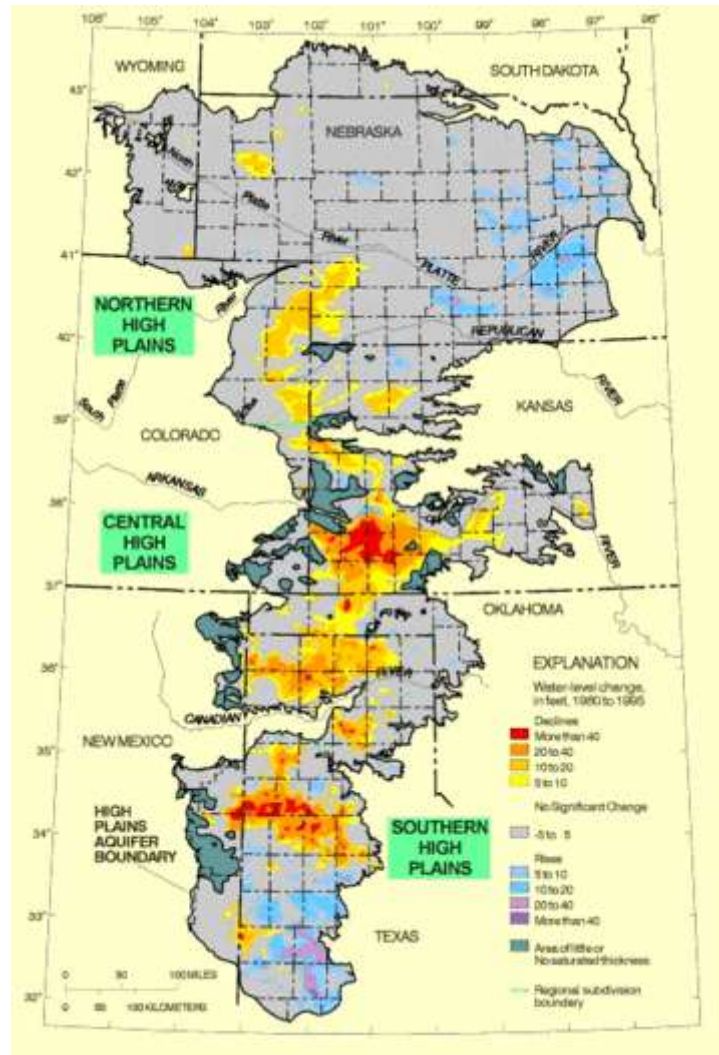 106° 105° 104° 103° 102° 101° 100° 99° 98° 97° 96°
WYOMING
SOUTH DAKOTA
43°
NEBRASKA
North
42°
Platte
River
41°
PLATTE
RIVER
NORTHERN
HIGH
PLAINS
River
40°
REPUBLICAN
South Platte
RIVER
KANSAS
39°
COLORADO
ARKANSAS
38°
CENTRAL
HIGH
PLAINS
RIVER
37°
OKLAHOMA
36°
EXPLANATION
RIVER
Water-level change,
in feet, 1980 to 1995
CANADIAN
Declines
More than 40
NEW MEXICO
20 to 40
35°
10 to 20
5 to 10
No Significant Change
HIGH
PLAINS
AQUIFER
BOUNDARY
34°
SOUTHERN
HIGH
PLAINS
-5 to 5
Rises
5 to 10
10 to 20
33°
20 to 40
More than 40
TEXAS
Area of little or
No saturated thickness
0 50 100 MILES
32°
0 50 100 KILOMETERS
Regional subdivision
boundary